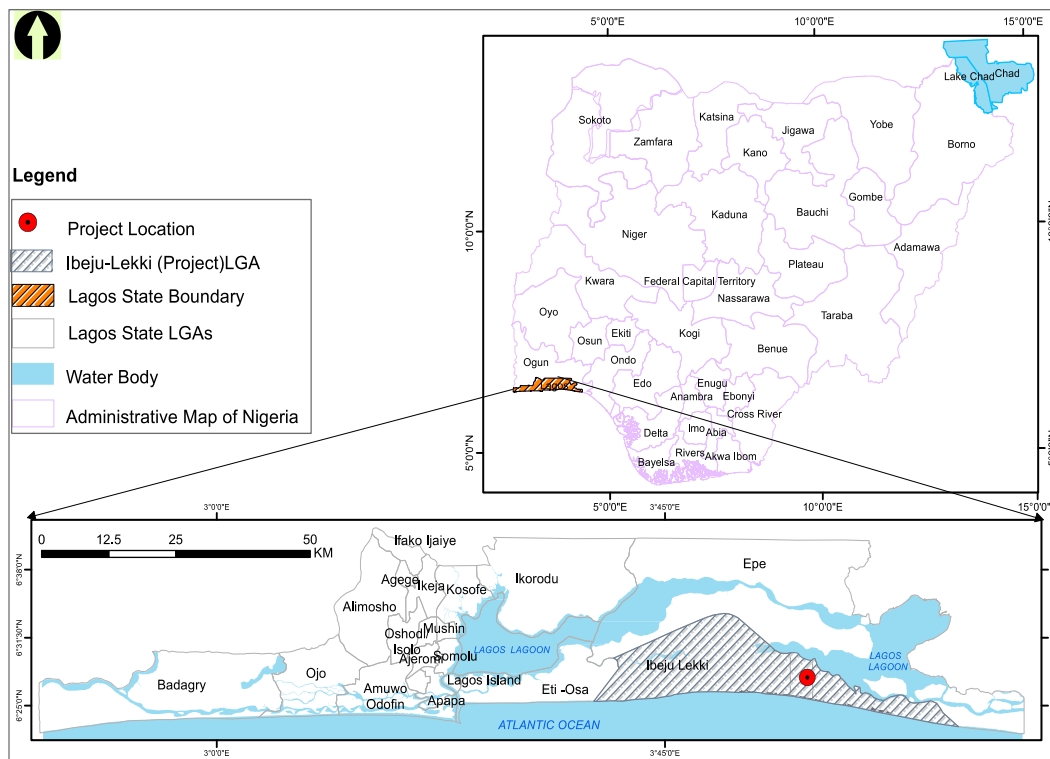 5°0'0"E 10°0'0"E 15°0'0"E
Lake Chad Chad
Sokoto
Katsina
Yobe
Zamfara
Jigawa
Kano
Borno
Legend
Project Location
Ibeju-Lekki (Project)LGA
Lagos State Boundary
Lagos State LGAs
Water Body
Administrative Map of Nigeria
Gombe
Bauchi
Kaduna
10°0'0"N
Niger
Adamawa
Plateau
Kwara
Federal Capital Territory
Nassarawa
Oyo
Taraba
Osun
Ekiti
Kogi
Benue
Ogun
Ondo
Lagos
Edo
Enugu
Anambra
Ebonyi
Cross River
Delta
Imo
Abia
5°0'0"N
Bayelsa
Rivers
Akwa Ibom
5°0'0"E 10°0'0"E 15°0'0"E
3°0'0"E 3°45'0"E
0 12.5 25 50
KM
6°38'0"N
6°31'30"N
6°25'0"N
Ifako Ijaiye
Agege
Ikeja
Kosofe
Ikorodu
Epe
Alimosho
Mushin
Oshodi/
Isolo
Ajeromi
Somolu
LAGOS LAGOON
Ojo
Badagry
Amuwo
Odofin
Apapa
Lagos Island
Eti -Osa
Ibeju Lekki
LAGOS
LAGOON
ATLANTIC OCEAN
3°0'0"E 3°45'0"E